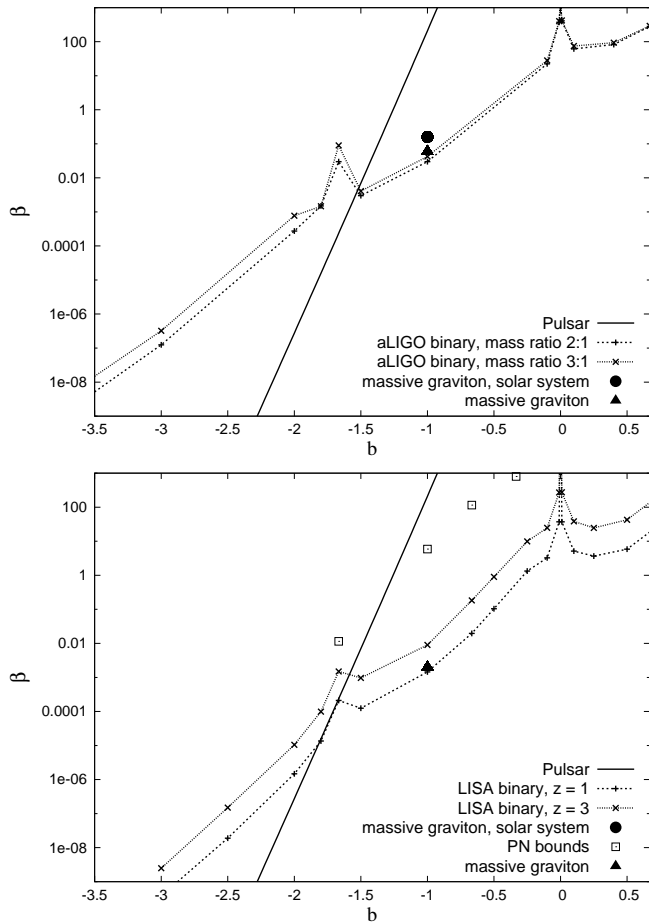 100
1
0.01
0.0001
1e-06
1e-08
β
-3.5 -3 -2.5 -2 -1.5 -1 -0.5 0 0.5
b
Pulsar
aLIGO binary, mass ratio 2:1
aLIGO binary, mass ratio 3:1
massive graviton, solar system
massive graviton
100
1
0.01
0.0001
1e-06
1e-08
β
-3.5 -3 -2.5 -2 -1.5 -1 -0.5 0 0.5
b
Pulsar
LISA binary, z = 1
LISA binary, z = 3
massive graviton, solar system
PN bounds
massive graviton